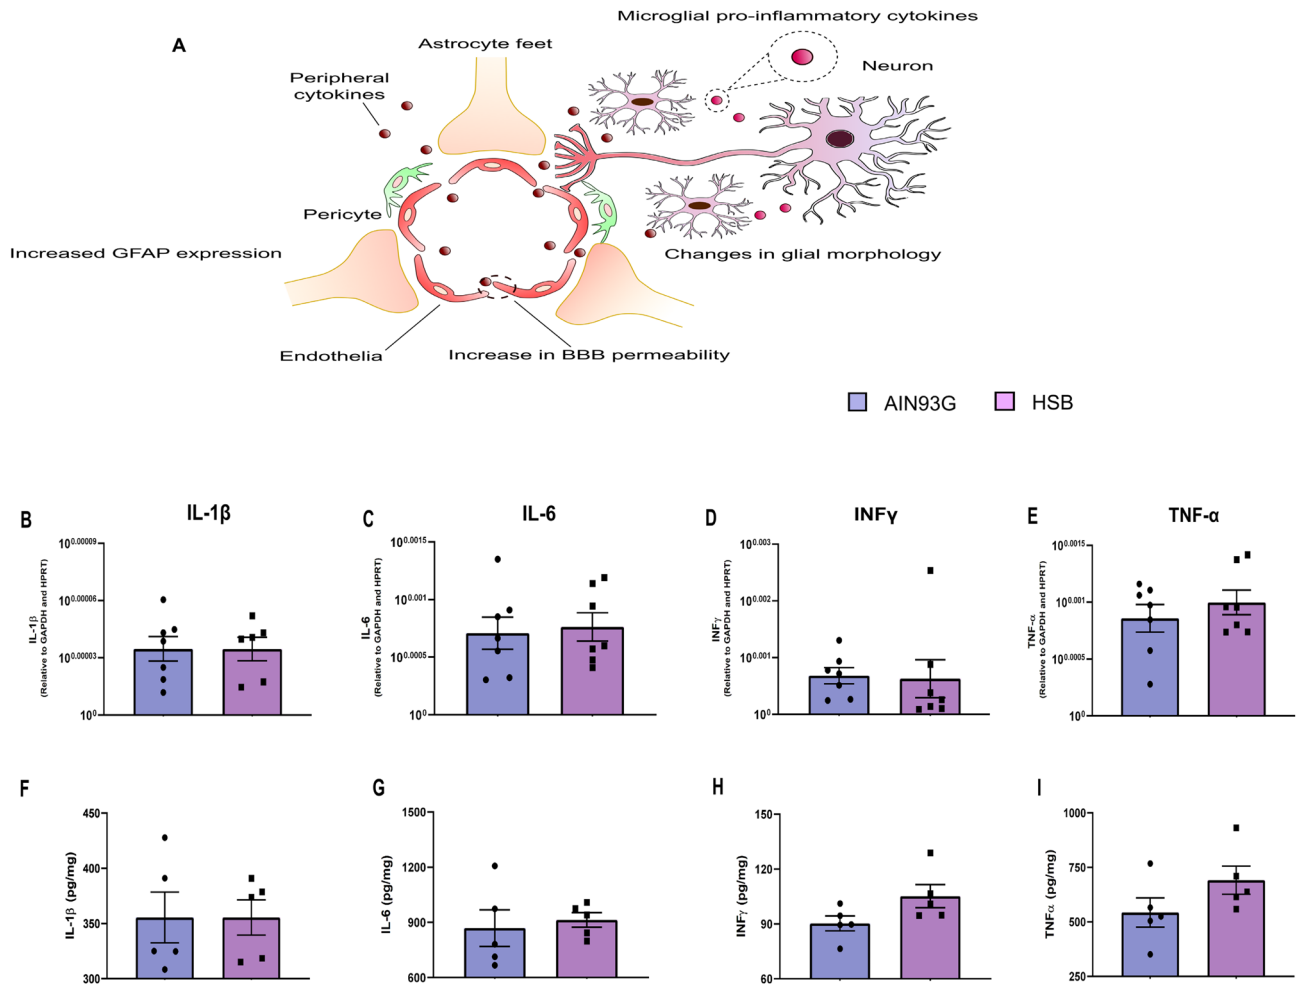 A
Microglial pro-inflammatory cytokines
Astrocyte feet
Neuron
Peripheral
cytokines
Pericyte
Increased GFAP expression
Changes in glial morphology
Endothelia
Increase in BBB permeability
AIN93G
HSB
B
IL-1β
IL-1β
(Relative to GAPDH and HPRT)
10^0.00009
10^0.00006
10^0.00003
10^0
C
IL-6
IL-6
(Relative to GAPDH and HPRT)
10^0.0015
10^0.001
10^0.0005
10^0
D
INFγ
INFγ
(Relative to GAPDH and HPRT)
10^0.003
10^0.002
10^0.001
10^0
E
TNF-α
TNF-α
(Relative to GAPDH and HPRT)
10^0.0015
10^0.001
10^0.0005
10^0
F
IL-1β (pg/mg)
450
400
350
300
G
IL-6 (pg/mg)
1500
1200
900
600
H
INFγ (pg/mg)
150
120
90
60
I
TNFα (pg/mg)
1000
750
500
250